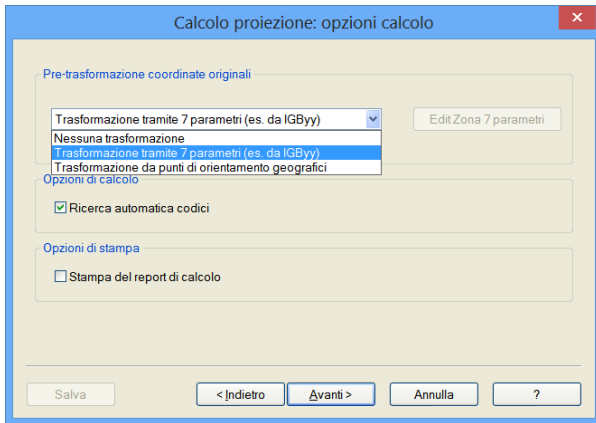 Calcolo proiezione: opzioni calcolo
Pre-trasformazione coordinate originali
Trasformazione tramite 7 parametri (es. da IGByy)
Edit Zona 7 parametri
Nessuna trasformazione
Trasformazione tramite 7 parametri (es. da IGByy)
Trasformazione da punti di orientamento geografici
Opzioni di calcolo
Ricerca automatica codici
Opzioni di stampa
Stampa del report di calcolo
Salva
< Indietro
Avanti >
Annulla
?